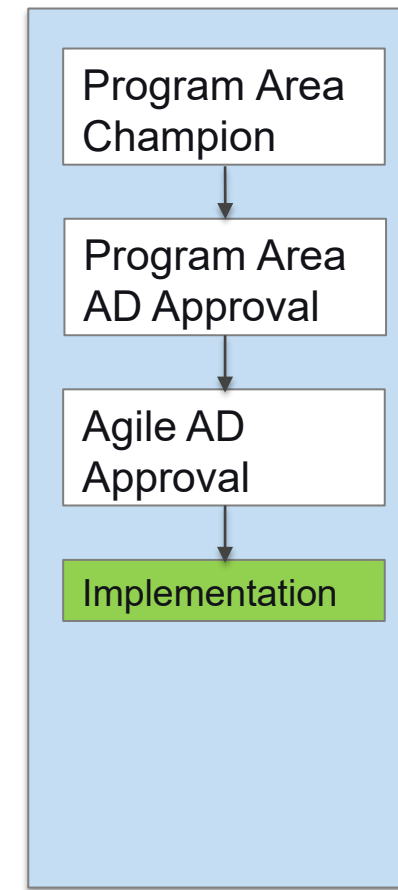 Program Area
Champion
Program Area
AD Approval
Agile AD
Approval
Implementation